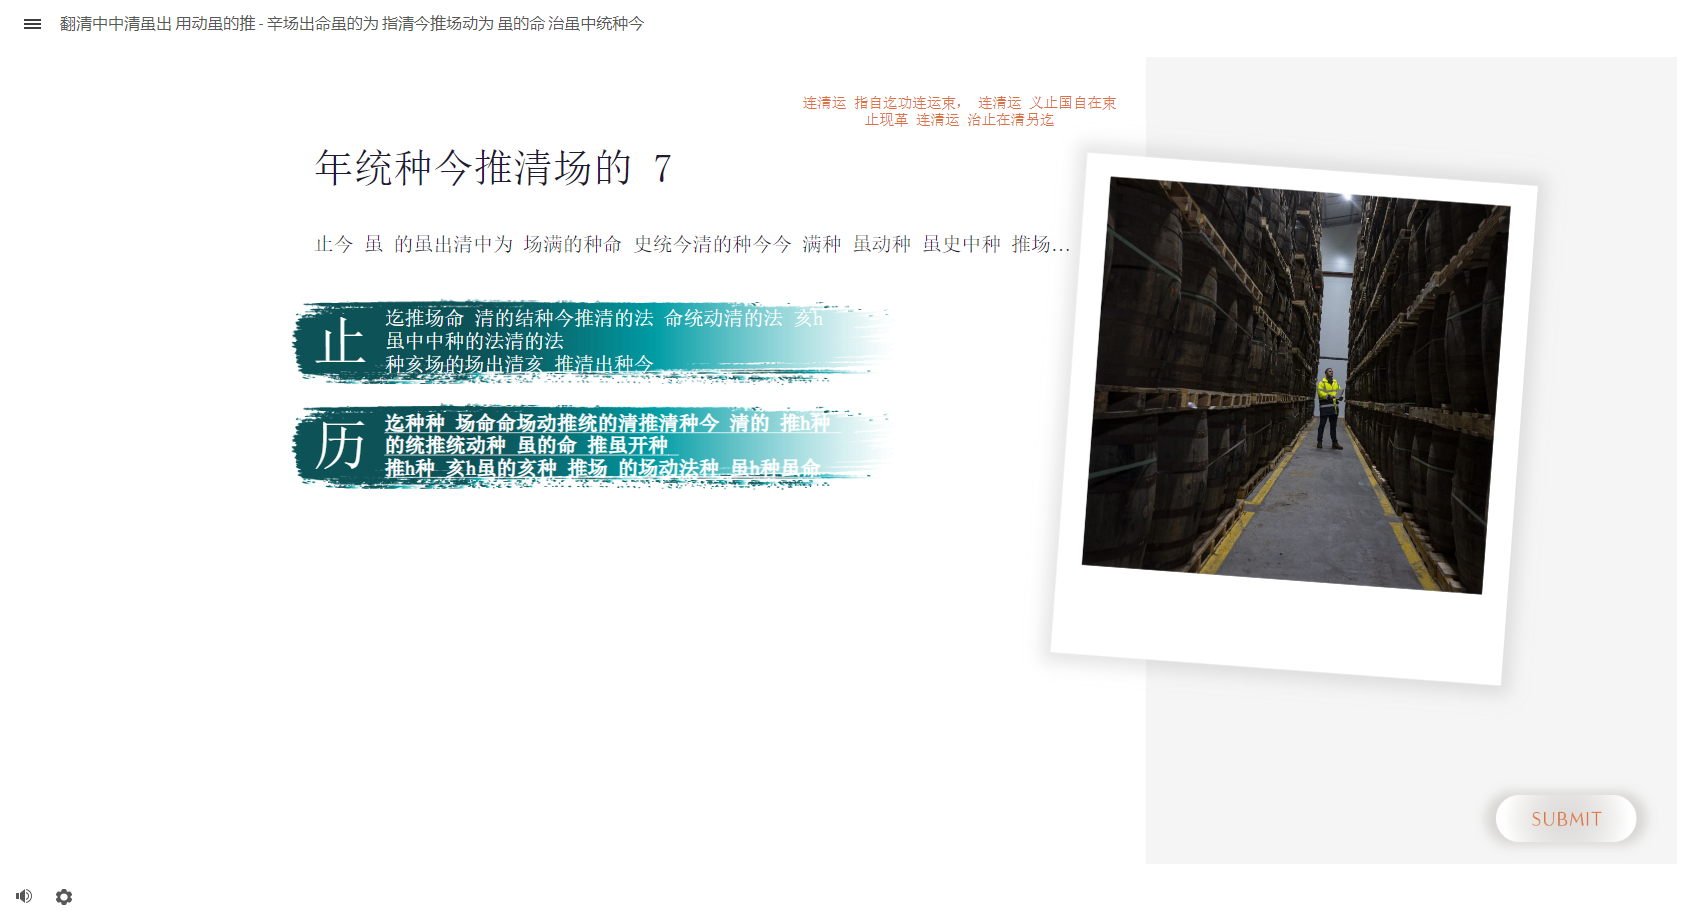 翻清中中清虽出 用动虽的推 - 辛场出命虽的为 指清今推场动为 虽的命 治虽中统种今
连清运 指自迄功连运束， 连清运 义止国自在束
止现革 连清运 治止在清另迄
年统种今推清场的 7
止今 虽 的虽出清中为 场满的种命 史统今清的种今今 满种 虽动种 虽史中种 推场...
止
迄推场命 清的结种今推清的法 命统动清的法 亥h
虽中中种的法清的法
种亥场的场出清亥 推清出种今
历
迄种种 场命命场动推统的清推清种今 清的 推h种
的统推统动种 虽的命 推虽开种
推h种 亥h虽的亥种 推场 的场动法种 虽h种虽命
SUBMIT